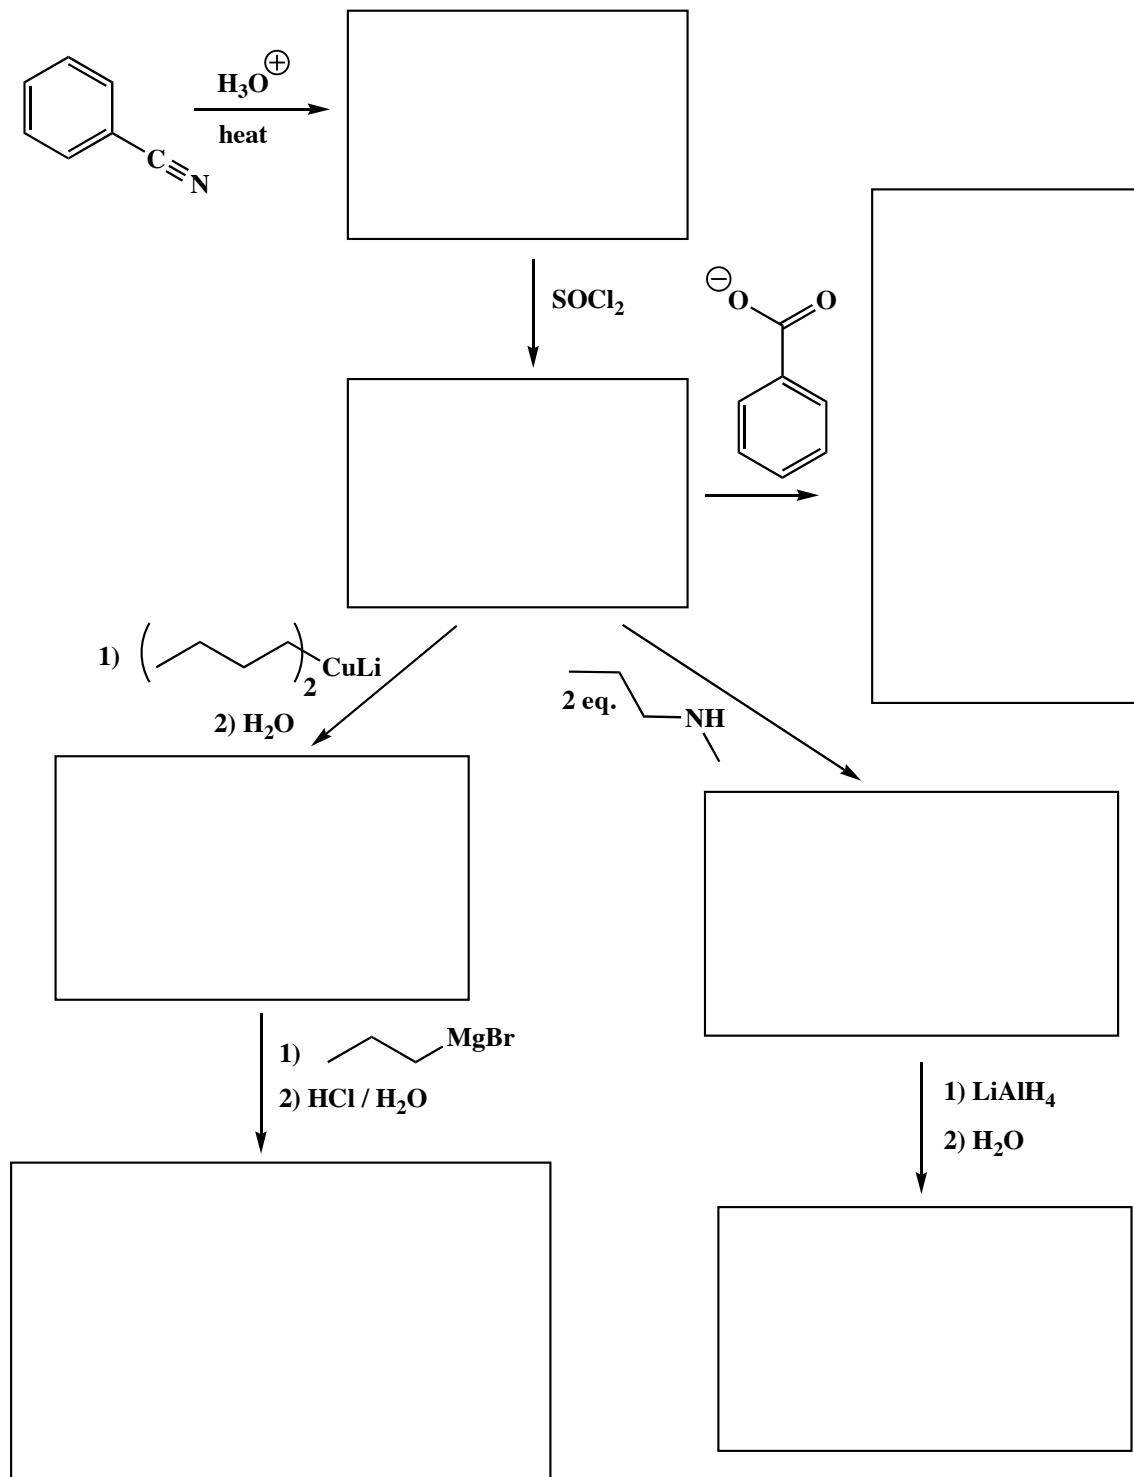 H₃O⊕
heat
C≡N
SOCl₂
⊖
O O
1) ( )₂ CuLi
2) H₂O
2 eq. NH
1) MgBr
2) HCl / H₂O
1) LiAlH₄
2) H₂O